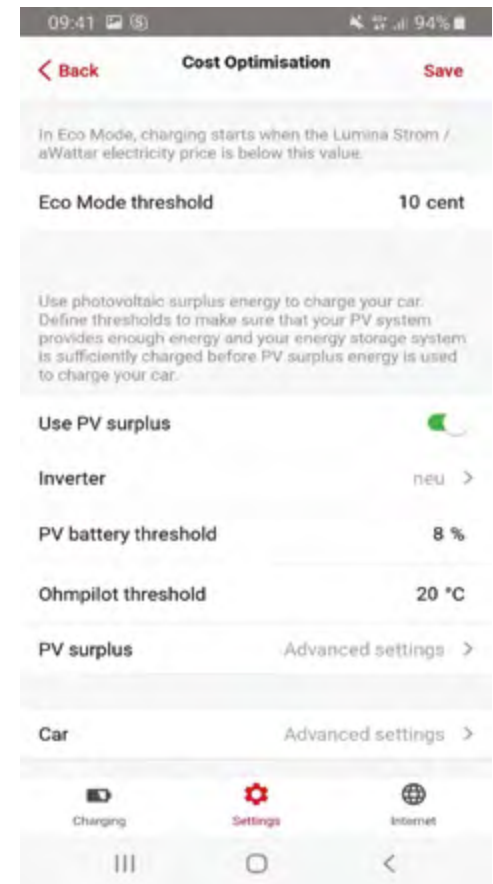 09:41 94%
< Back Cost Optimisation Save
In Eco Mode, charging starts when the Lumina Strom /
aWattar electricity price is below this value.
Eco Mode threshold 10 cent
Use photovoltaic surplus energy to charge your car.
Define thresholds to make sure that your PV system
provides enough energy and your energy storage system
is sufficiently charged before PV surplus energy is used
to charge your car.
Use PV surplus
Inverter neu >
PV battery threshold 8 %
Ohmpilot threshold 20 °C
PV surplus Advanced settings >
Car Advanced settings >
Charging Settings Internet